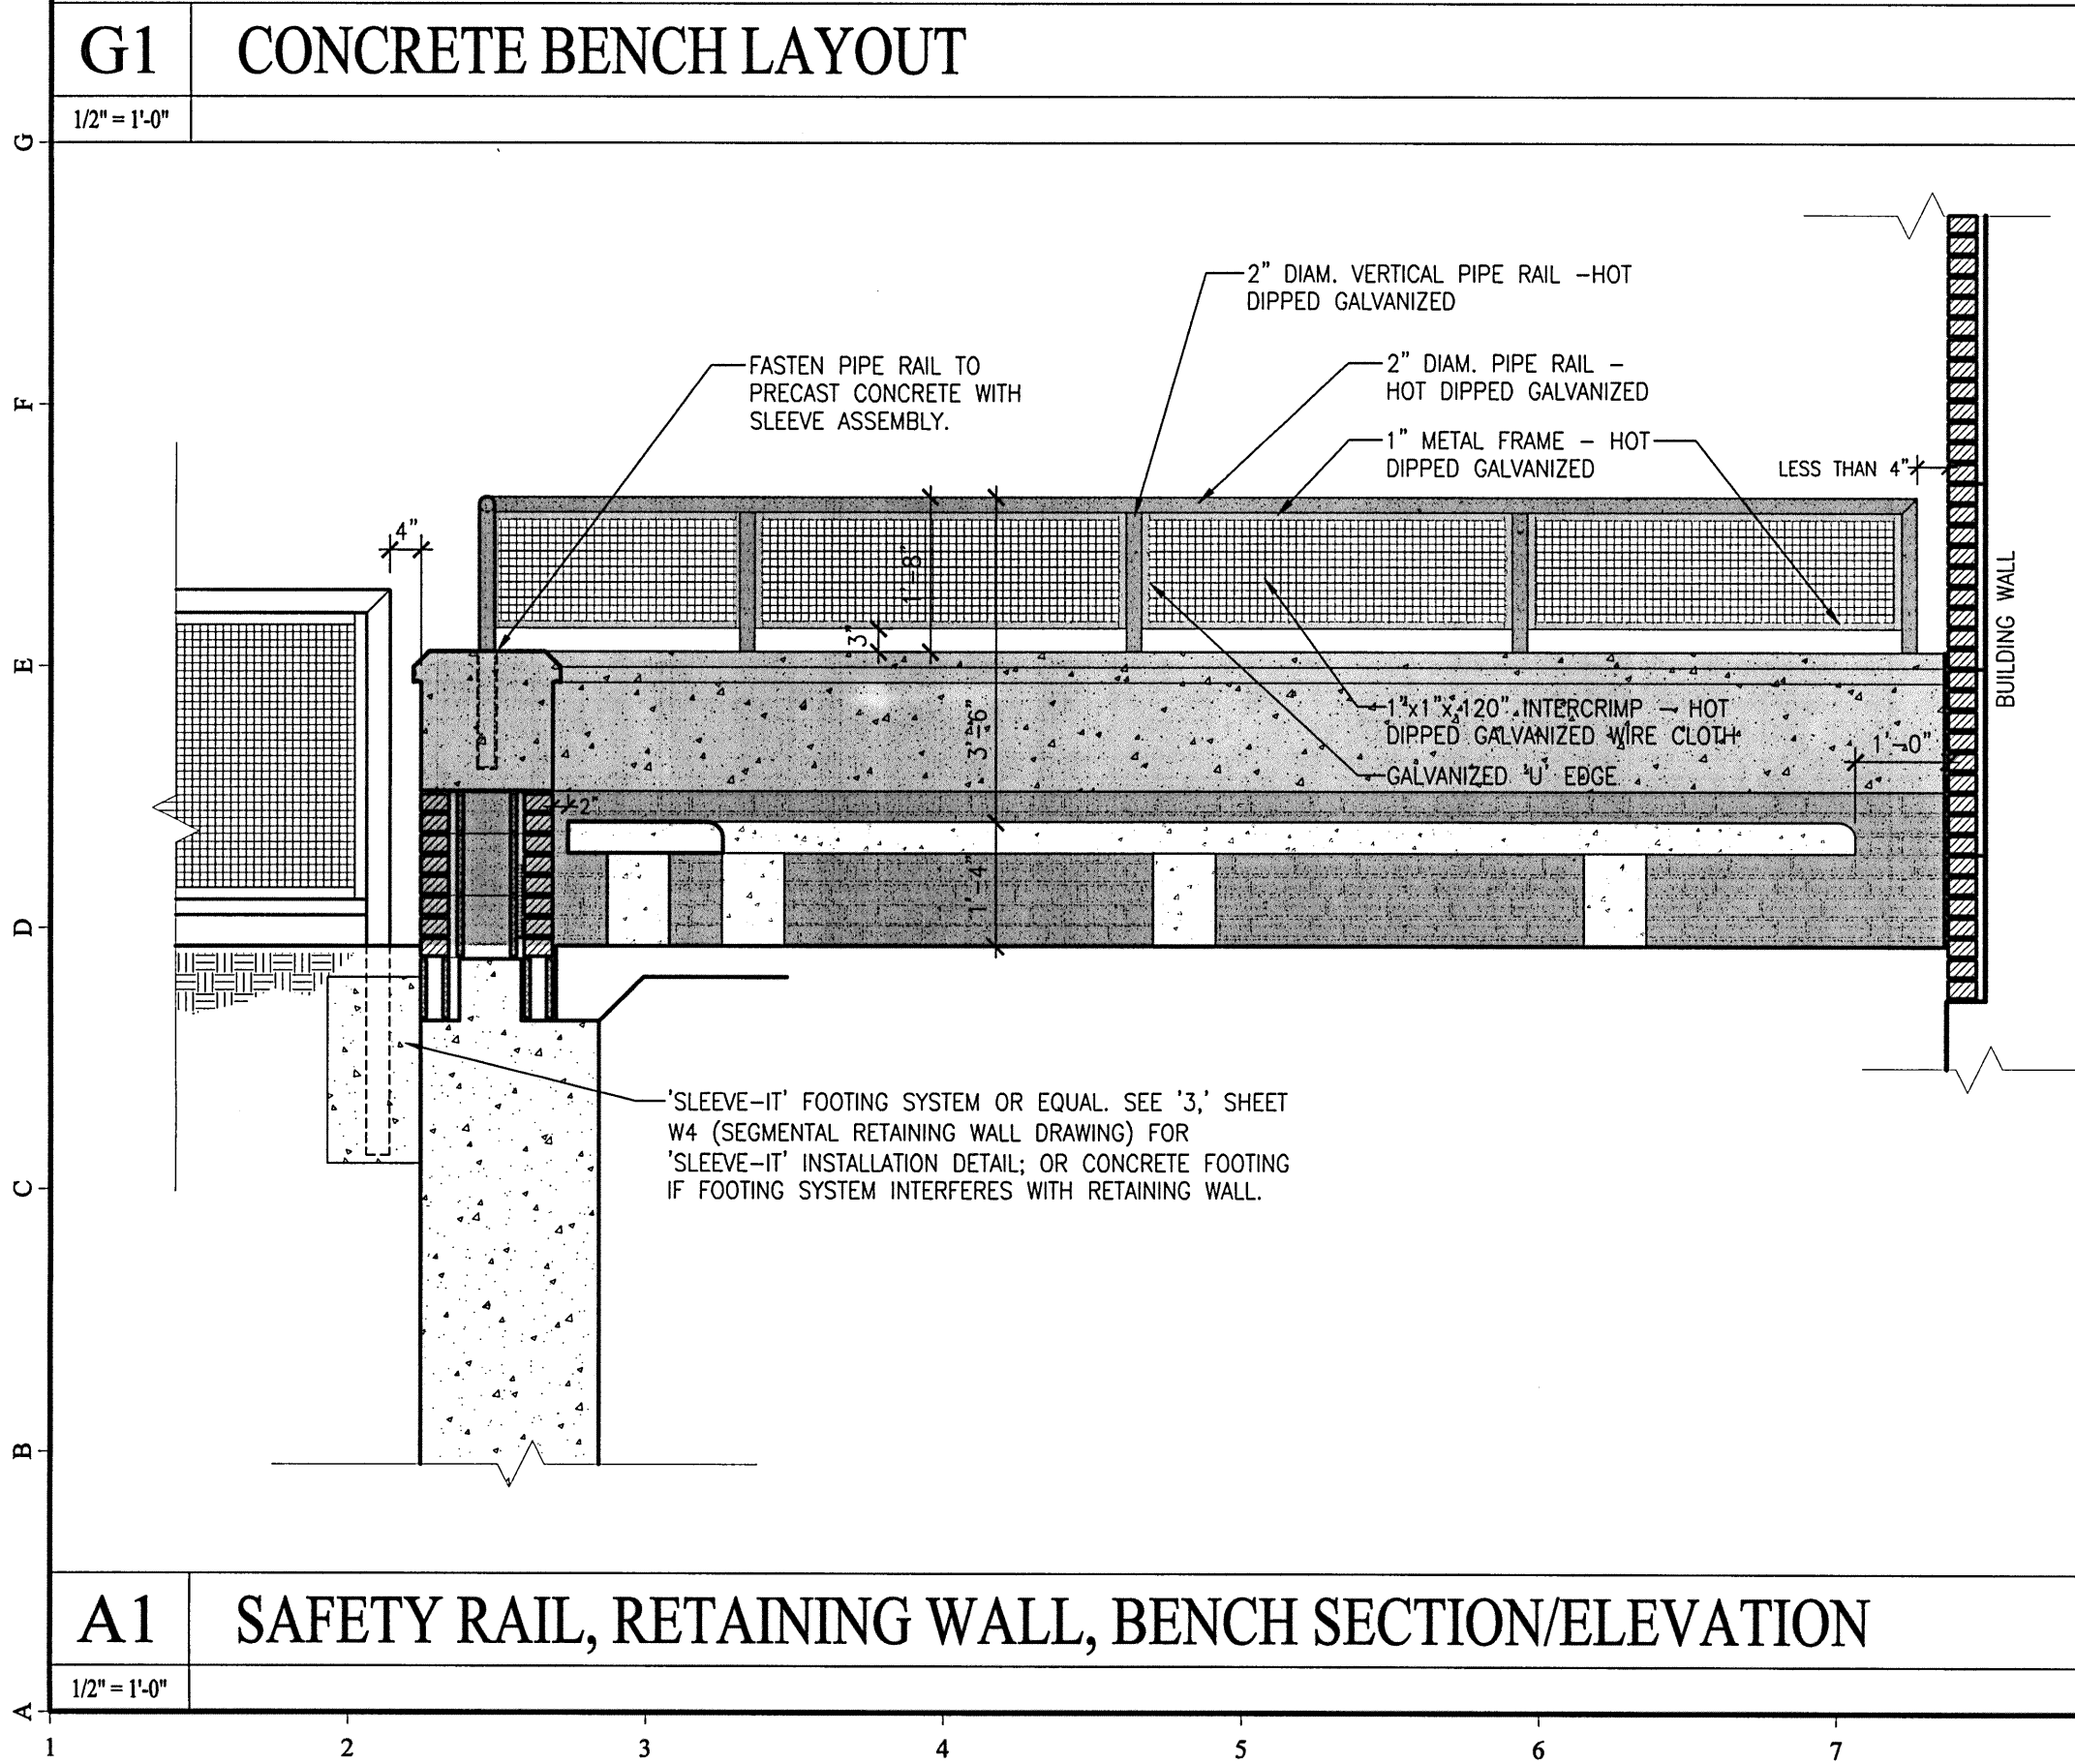 G1 CONCRETE BENCH LAYOUT
1/2" = 1'-0"
G
2" DIAM. VERTICAL PIPE RAIL -HOT
DIPPED GALVANIZED
FASTEN PIPE RAIL TO
PRECAST CONCRETE WITH
SLEEVE ASSEMBLY.
2" DIAM. PIPE RAIL -
HOT DIPPED GALVANIZED
F
1" METAL FRAME - HOT
DIPPED GALVANIZED
LESS THAN 4"
4"
1'-8"
3"
BUILDING WALL
E
3'-6"
1"x1"x.120" INTERCRIMP - HOT
DIPPED GALVANIZED WIRE CLOTH
GALVANIZED 'U' EDGE
1'-0"
2"
1'-4"
D
'SLEEVE-IT' FOOTING SYSTEM OR EQUAL. SEE '3,' SHEET
W4 (SEGMENTAL RETAINING WALL DRAWING) FOR
'SLEEVE-IT' INSTALLATION DETAIL; OR CONCRETE FOOTING
IF FOOTING SYSTEM INTERFERES WITH RETAINING WALL.
C
B
A1 SAFETY RAIL, RETAINING WALL, BENCH SECTION/ELEVATION
1/2" = 1'-0"
A
1 2 3 4 5 6 7